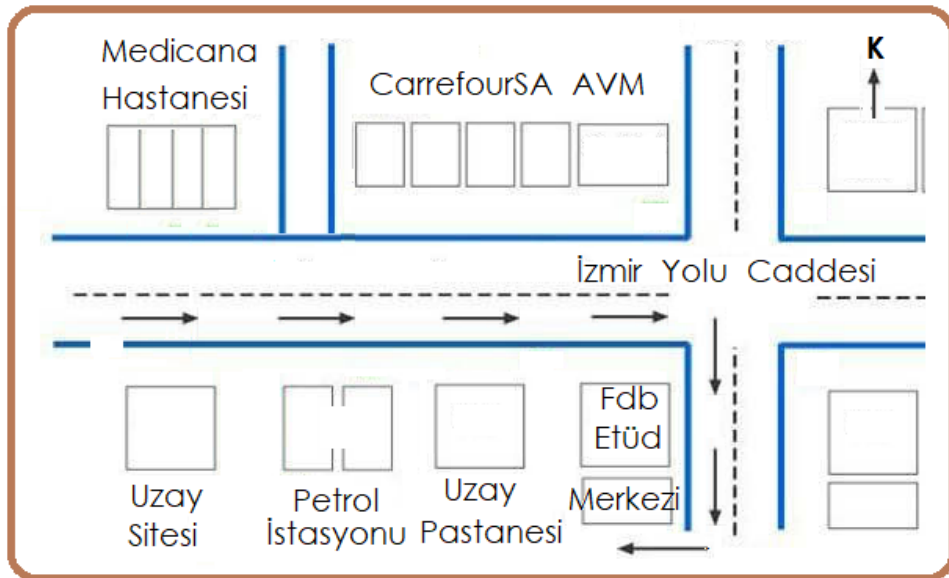 Medicana
Hastanesi
CarrefourSA AVM
K
İzmir Yolu Caddesi
Uzay
Sitesi
Petrol
İstasyonu
Uzay
Pastanesi
Fdb
Etüd
Merkezi